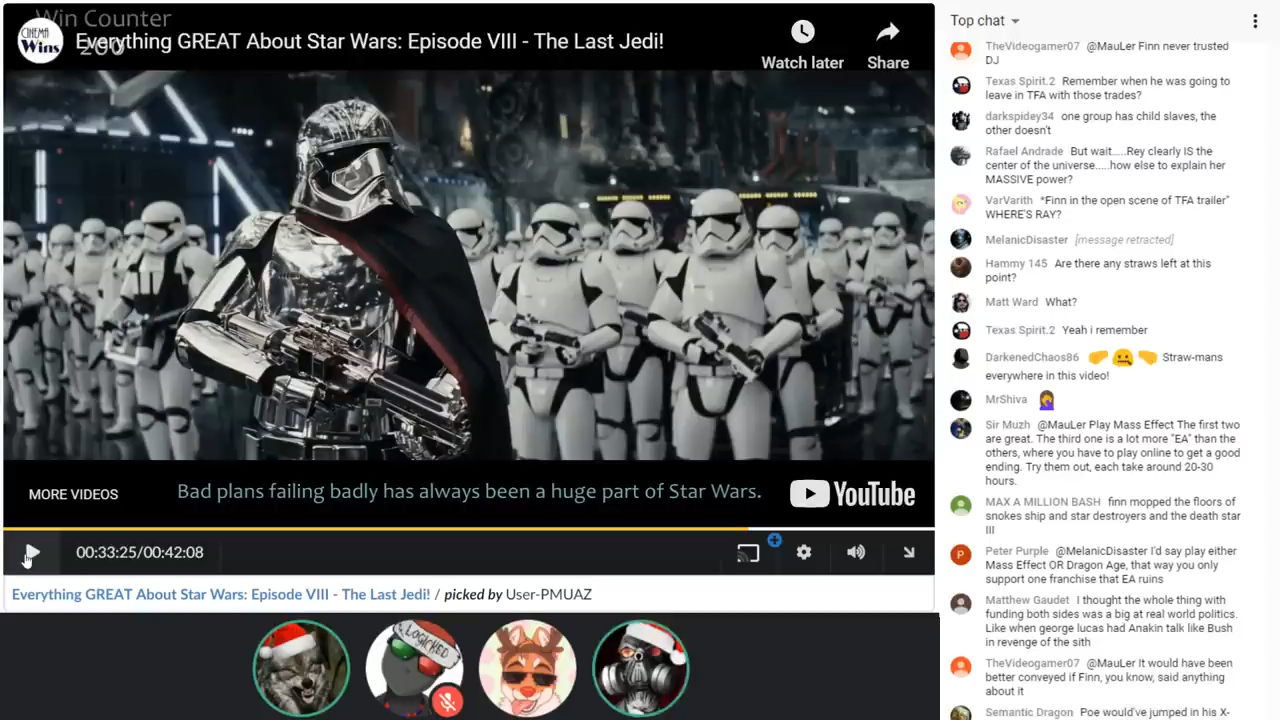 Win Counter
200
CINEMA
Wins
Everything GREAT About Star Wars: Episode VIII - The Last Jedi!
Watch later
Share
MORE VIDEOS
Bad plans failing badly has always been a huge part of Star Wars.
YouTube
00:33:25/00:42:08
Everything GREAT About Star Wars: Episode VIII - The Last Jedi! / picked by User-PMUAZ
LOGICKED
Top chat
TheVideogamer07 @MauLer Finn never trusted
DJ
Texas Spirit.2 Remember when he was going to
leave in TFA with those trades?
darkspidey34 one group has child slaves, the
other doesn't
Rafael Andrade But wait.....Rey clearly IS the
center of the universe.....how else to explain her
MASSIVE power?
VarVarith *Finn in the open scene of TFA trailer"
WHERE'S RAY?
MelanicDisaster [message retracted]
Hammy 145 Are there any straws left at this
point?
Matt Ward What?
Texas Spirit.2 Yeah i remember
DarkenedChaos86 🤛🤐🤜 Straw-mans
everywhere in this video!
MrShiva 🤦
Sir Muzh @MauLer Play Mass Effect The first two
are great. The third one is a lot more "EA" than the
others, where you have to play online to get a good
ending. Try them out, each take around 20-30
hours.
MAX A MILLION BASH finn mopped the floors of
snokes ship and star destroyers and the death star
III
P
Peter Purple @MelanicDisaster I'd say play either
Mass Effect OR Dragon Age, that way you only
support one franchise that EA ruins
Matthew Gaudet I thought the whole thing with
funding both sides was a big at real world politics.
Like when george lucas had Anakin talk like Bush
in revenge of the sith
TheVideogamer07 @MauLer It would have been
better conveyed if Finn, you know, said anything
about it
Semantic Dragon Poe would've jumped in his X-